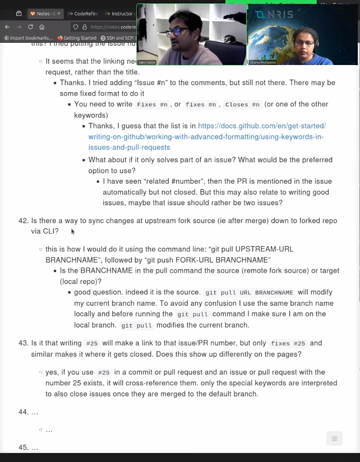 Notes - C
CodeRefin
Instructor
https://notes.coderefi
Import bookmarks...
Getting Started
SSH and SCP
NRIS
It seems that the linking ne
request, rather than the title.
Thanks. I tried adding "Issue #n" to the comments, but still not there. There may be
some fixed format to do it
You need to write Fixes #n , or fixes #n , Closes #n (or one of the other
keywords)
Thanks, I guess that the list is in https://docs.github.com/en/get-started/
writing-on-github/working-with-advanced-formatting/using-keywords-in-
issues-and-pull-requests
What about if it only solves part of an issue? What would be the preferred
option to use?
I have seen "related #number", then the PR is mentioned in the issue
automatically but not closed. But this may also relate to writing good
issues, maybe that issue should rather be two issues?
42. Is there a way to sync changes at upstream fork source (ie after merge) down to forked repo
via CLI?
this is how I would do it using the command line: "git pull UPSTREAM-URL
BRANCHNAME", followed by "git push FORK-URL BRANCHNAME"
Is the BRANCHNAME in the pull command the source (remote fork source) or target
(local repo)?
good question. indeed it is the source. git pull URL BRANCHNAME will modify
my current branch name. To avoid any confusion I use the same branch name
locally and before running the git pull command I make sure I am on the
local branch. git pull modifies the current branch.
43. Is it that writing #25 will make a link to that issue/PR number, but only fixes #25 and
similar makes it where it gets closed. Does this show up differently on the pages?
yes, if you use #25 in a commit or pull request and an issue or pull request with the
number 25 exists, it will cross-reference them. only the special keywords are interpreted
to also close issues once they are merged to the default branch.
44. ...
...
45. ...